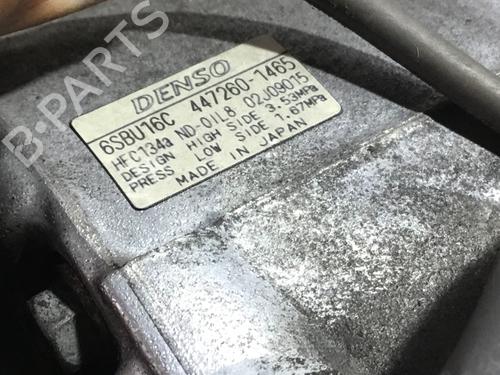 B-PARTS
DENSO
6SBU16C 447260-1465
HFC134a ND-OIL8 02J09015
DESIGN HIGH SIDE 3.53MPa
PRESS LOW SIDE 1.67MPa
MADE IN JAPAN
B-PARTS